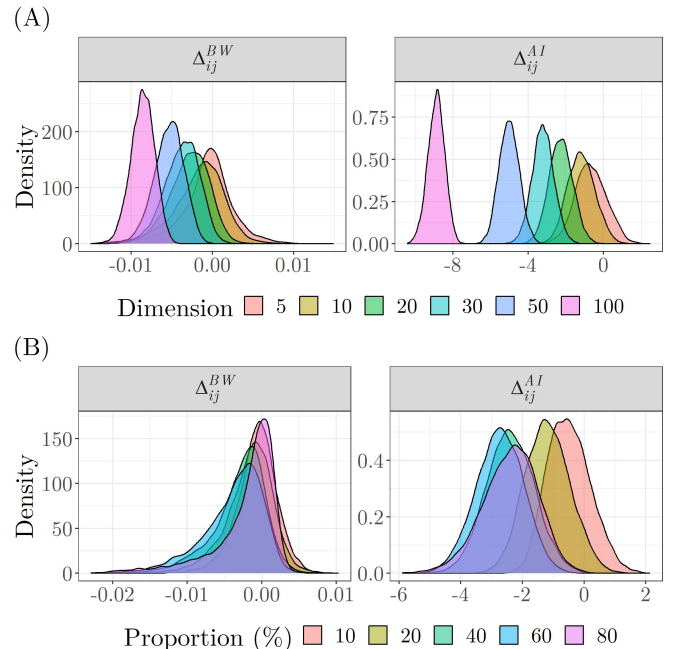 (A)
Δ_{ij}^{BW} Δ_{ij}^{AI}
Density
200
100
0
-0.01 0.00 0.01
0.75
0.50
0.25
0.00
-8 -4 0
Dimension 5 10 20 30 50 100
(B)
Δ_{ij}^{BW} Δ_{ij}^{AI}
Density
150
100
50
0
-0.02 -0.01 0.00 0.01
0.4
0.2
0.0
-6 -4 -2 0 2
Proportion (%) 10 20 40 60 80